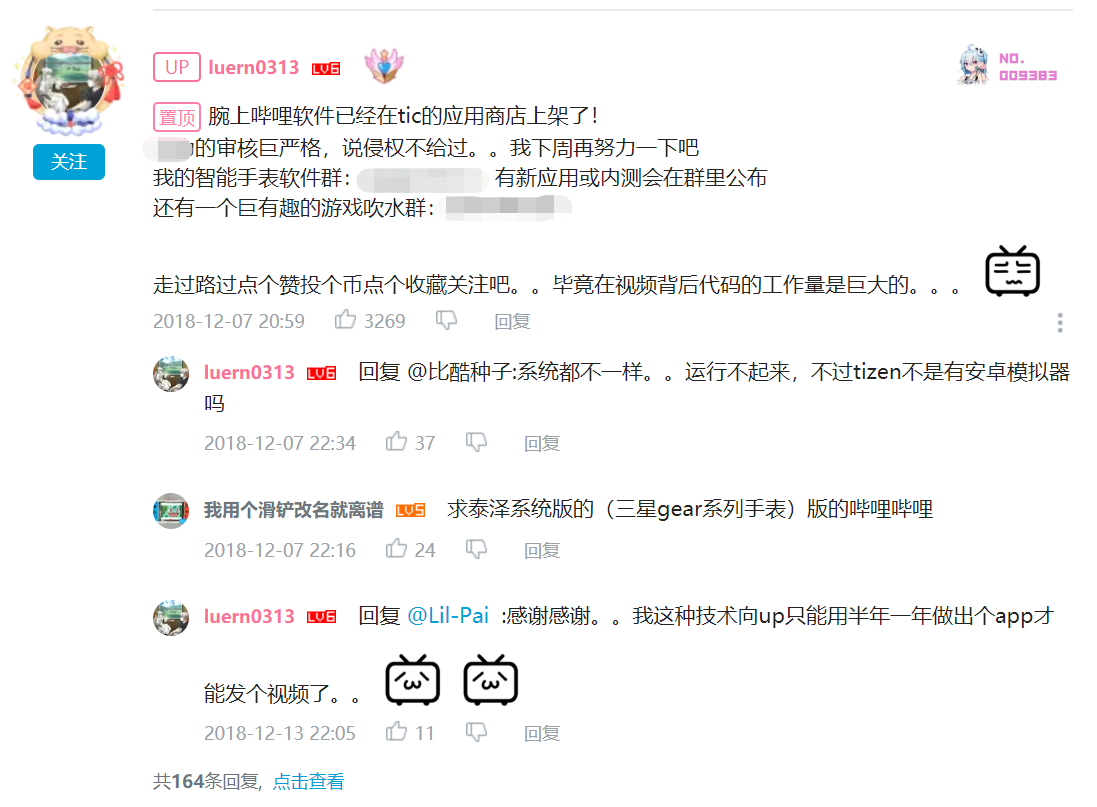 UP luern0313 LV6
NO.
009383
置顶 腕上哔哩软件已经在tic的应用商店上架了！
的审核巨严格，说侵权不给过。。我下周再努力一下吧
关注
我的智能手表软件群： 有新应用或内测会在群里公布
还有一个巨有趣的游戏吹水群：
走过路过点个赞投个币点个收藏关注吧。。毕竟在视频背后代码的工作量是巨大的。。。
2018-12-07 20:59 3269 回复
luern0313 LV6 回复 @比酷种子:系统都不一样。。运行不起来，不过tizen不是有安卓模拟器
吗
2018-12-07 22:34 37 回复
我用个滑铲改名就离谱 LV5 求泰泽系统版的（三星gear系列手表）版的哔哩哔哩
2018-12-07 22:16 24 回复
luern0313 LV6 回复 @Lil-Pai :感谢感谢。。我这种技术向up只能用半年一年做出个app才
能发个视频了。。
2018-12-13 22:05 11 回复
共164条回复, 点击查看